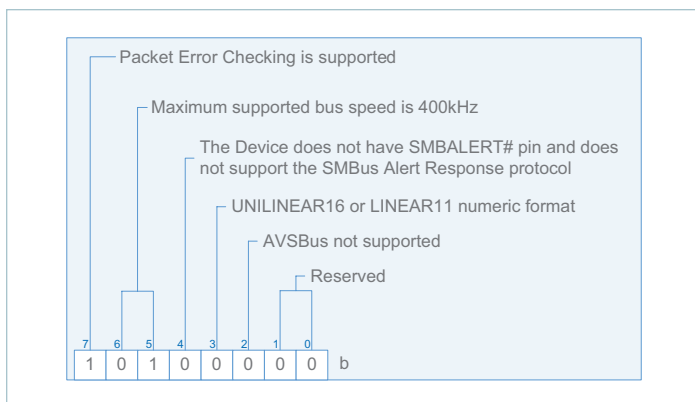 Packet Error Checking is supported
Maximum supported bus speed is 400kHz
The Device does not have SMBALERT# pin and does
not support the SMBus Alert Response protocol
UNILINEAR16 or LINEAR11 numeric format
AVSBus not supported
Reserved
7 6 5 4 3 2 1 0
1 0 1 0 0 0 0 0 b